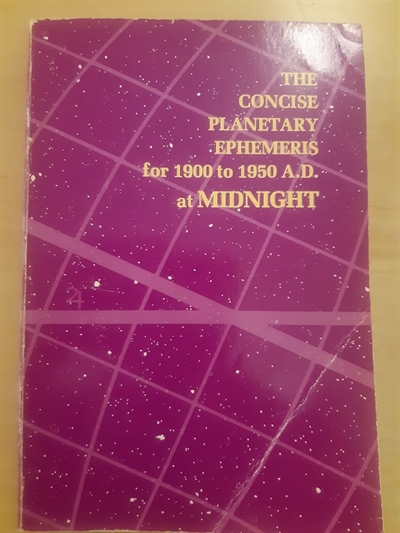 THE
CONCISE
PLANETARY
EPHEMERIS
for 1900 to 1950 A.D.
at MIDNIGHT